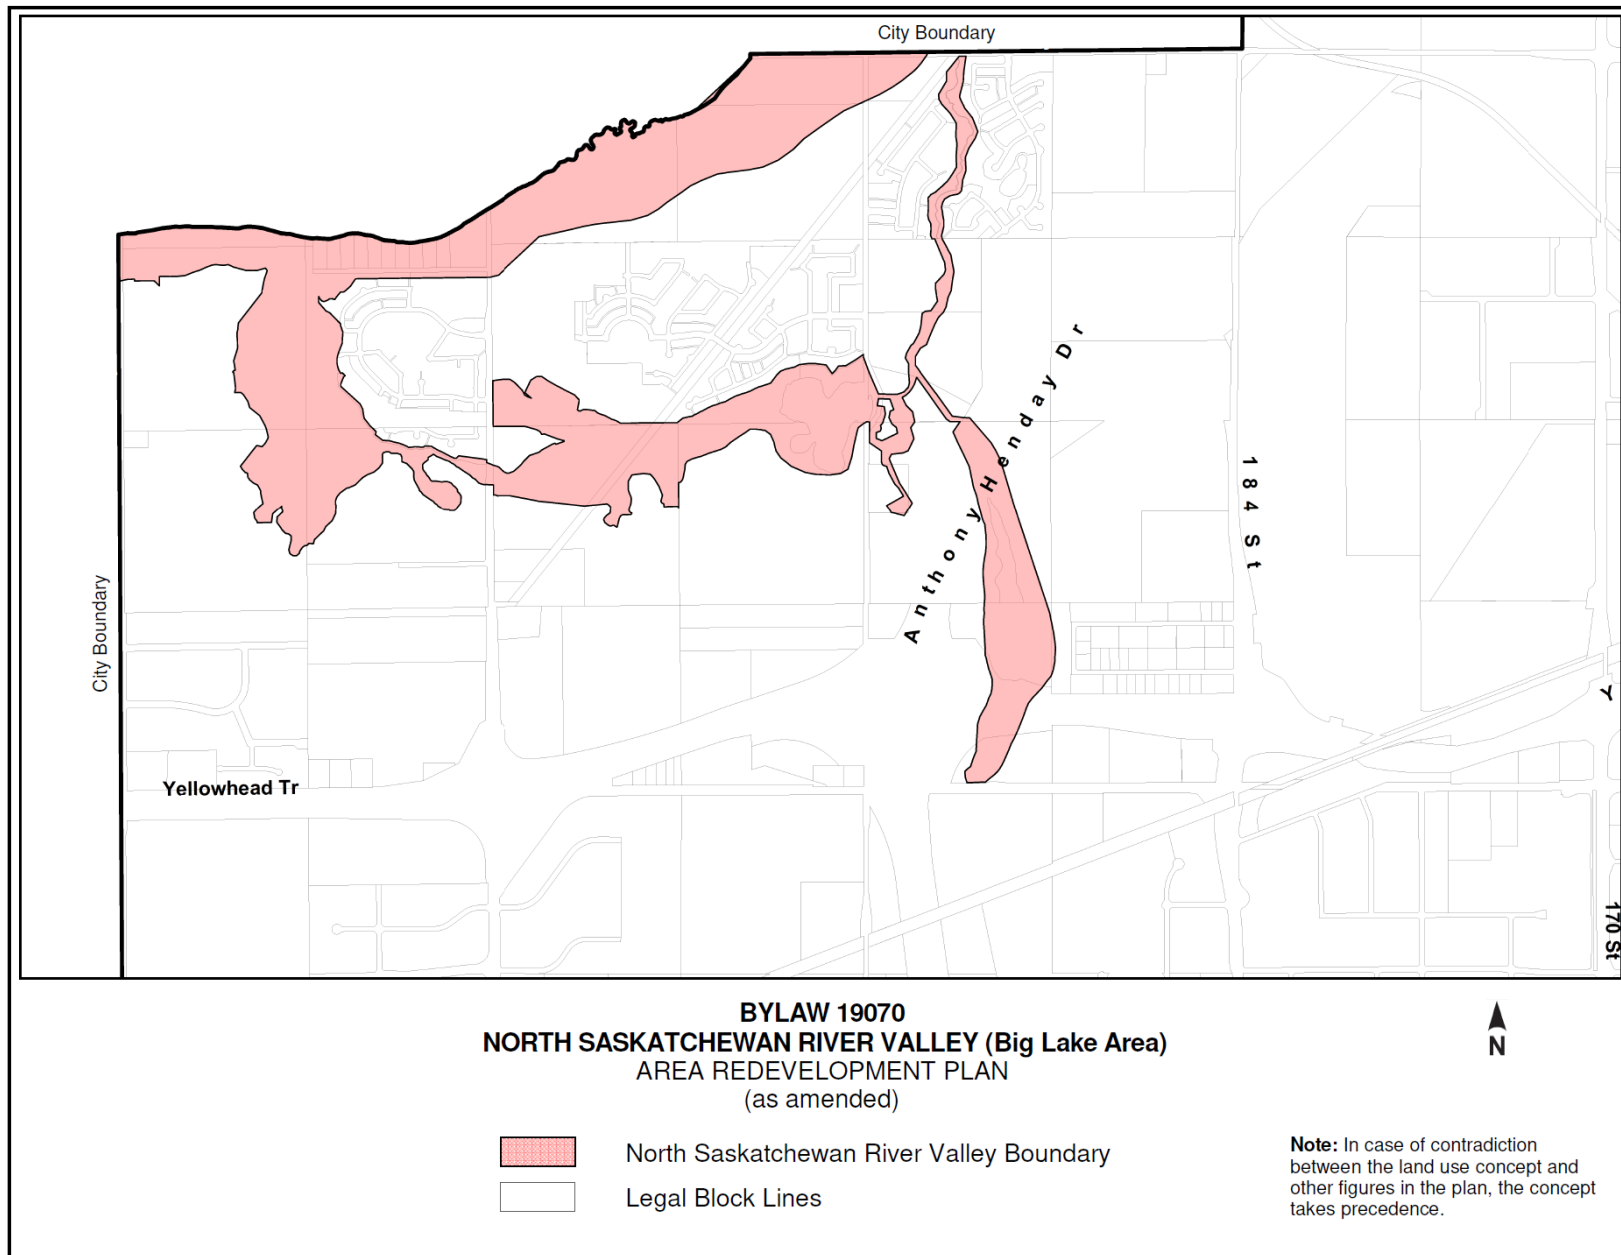 City Boundary
City Boundary
Anthony Henday Dr
184 St
Y
170 St
Yellowhead Tr
BYLAW 19070
NORTH SASKATCHEWAN RIVER VALLEY (Big Lake Area)
AREA REDEVELOPMENT PLAN
(as amended)
N
North Saskatchewan River Valley Boundary
Legal Block Lines
Note: In case of contradiction
between the land use concept and
other figures in the plan, the concept
takes precedence.